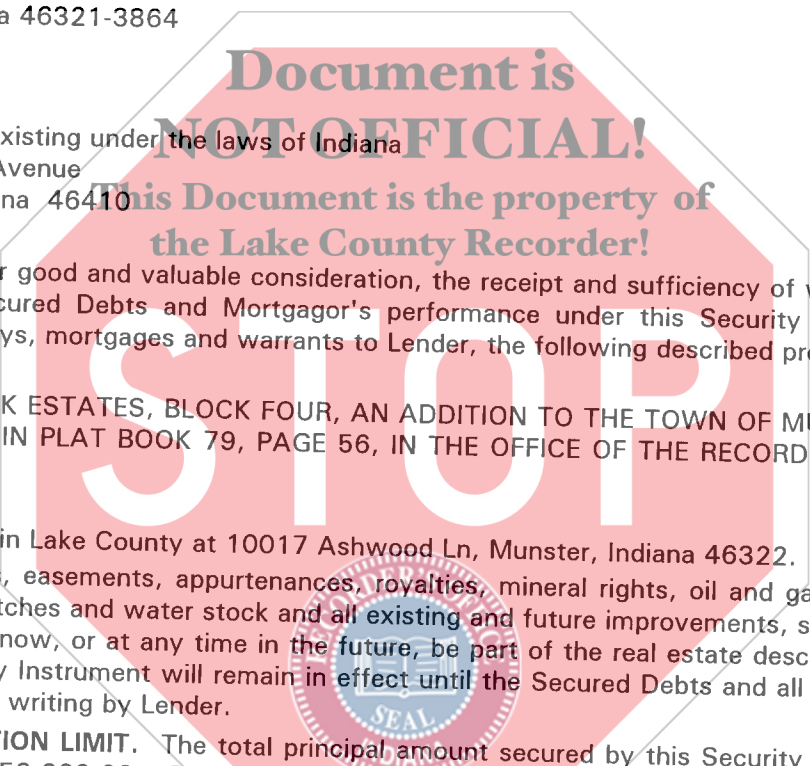 a 46321-3864
Document is
NOT OFFICIAL!
xisting under the laws of Indiana
Avenue
This Document is the property of
na 46410
the Lake County Recorder!
r good and valuable consideration, the receipt and sufficiency of
cured Debts and Mortgagor's performance under this Security
ys, mortgages and warrants to Lender, the following described pr
STOP
K ESTATES, BLOCK FOUR, AN ADDITION TO THE TOWN OF MU
IN PLAT BOOK 79, PAGE 56, IN THE OFFICE OF THE RECORD
in Lake County at 10017 Ashwood Ln, Munster, Indiana 46322.
, easements, appurtenances, royalties, mineral rights, oil and ga
tches and water stock and all existing and future improvements, s
now, or at any time in the future, be part of the real estate desc
y Instrument will remain in effect until the Secured Debts and all
writing by Lender.
SEAL
TION LIMIT. The total principal amount secured by this Security